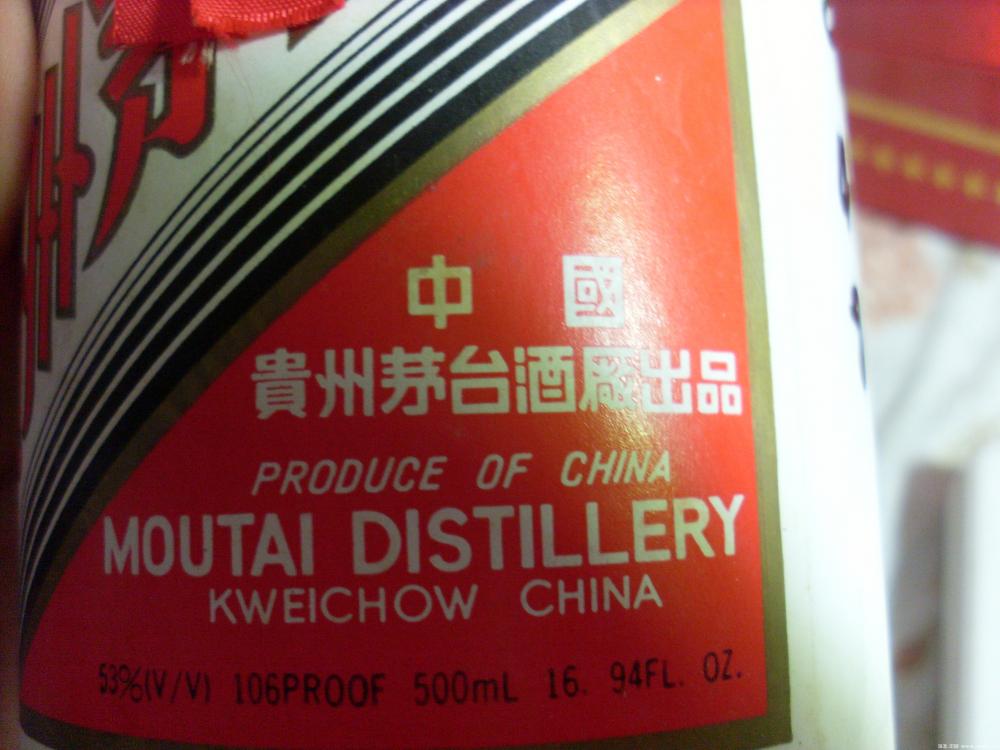 中國
貴州茅台酒廠出品
PRODUCE OF CHINA
MOUTAI DISTILLERY
KWEICHOW CHINA
53%(V/V) 106PROOF 500mL 16. 94FL. OZ.